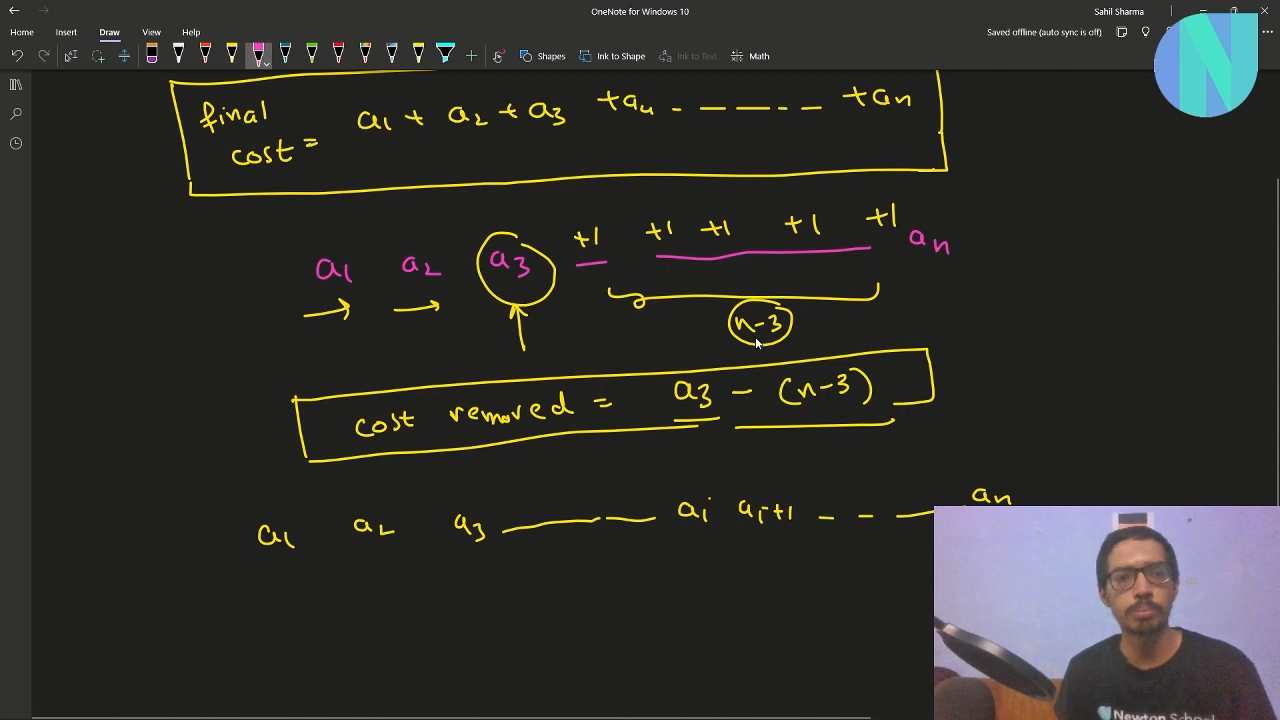 OneNote for Windows 10
Sahil Sharma
Home Insert Draw View Help
Saved offline (auto sync is off)
Shapes Ink to Shape Ink to Text Math
final
cost = a1 + a2 + a3 + a4 - — — - — + an
+1 +1 +1 +1 +1
a1 a2 a3 an
n-3
cost removed = a3 - (n-3)
a1 a2 a3 ——— ai ai+1 – – — an
Newton Schoo